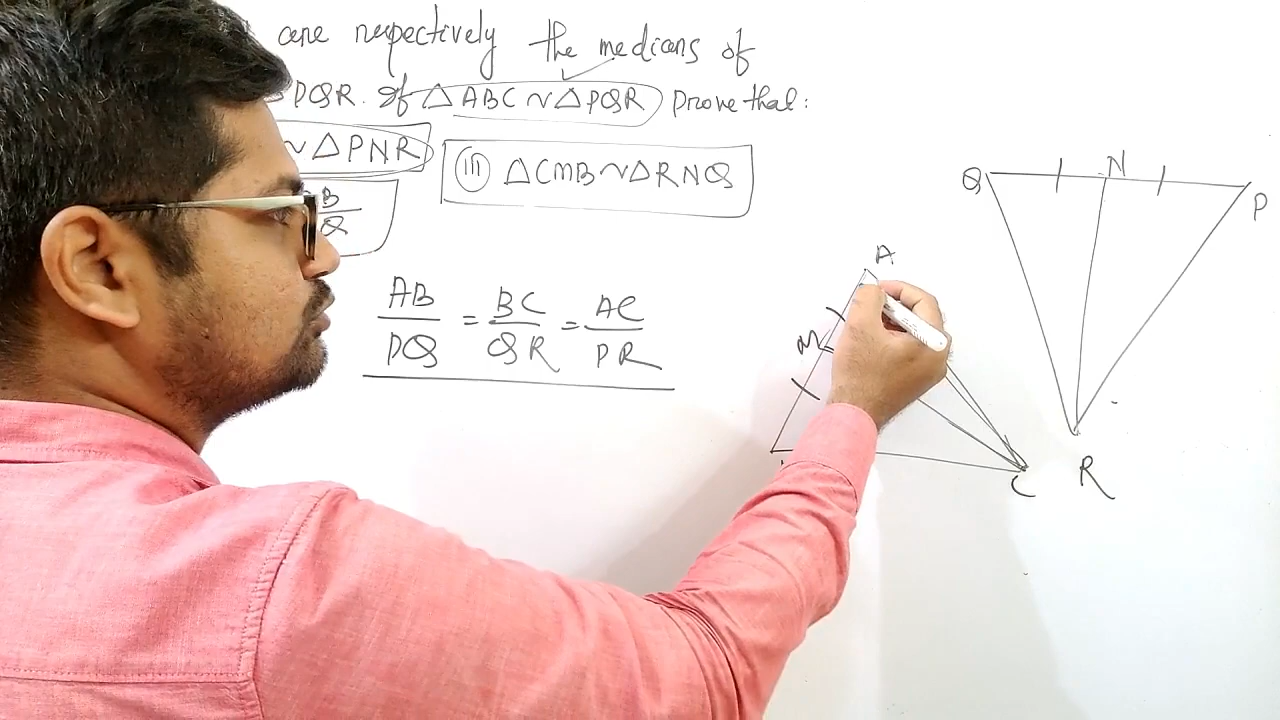 are respectively the medians of
PQR. If △ABC ~ △PQR prove that:
~ △PNR (iii) △CMB ~ △RNQ
B
Q
AB/PQ = BC/QR = AC/PR
Q N P
A
M
C R